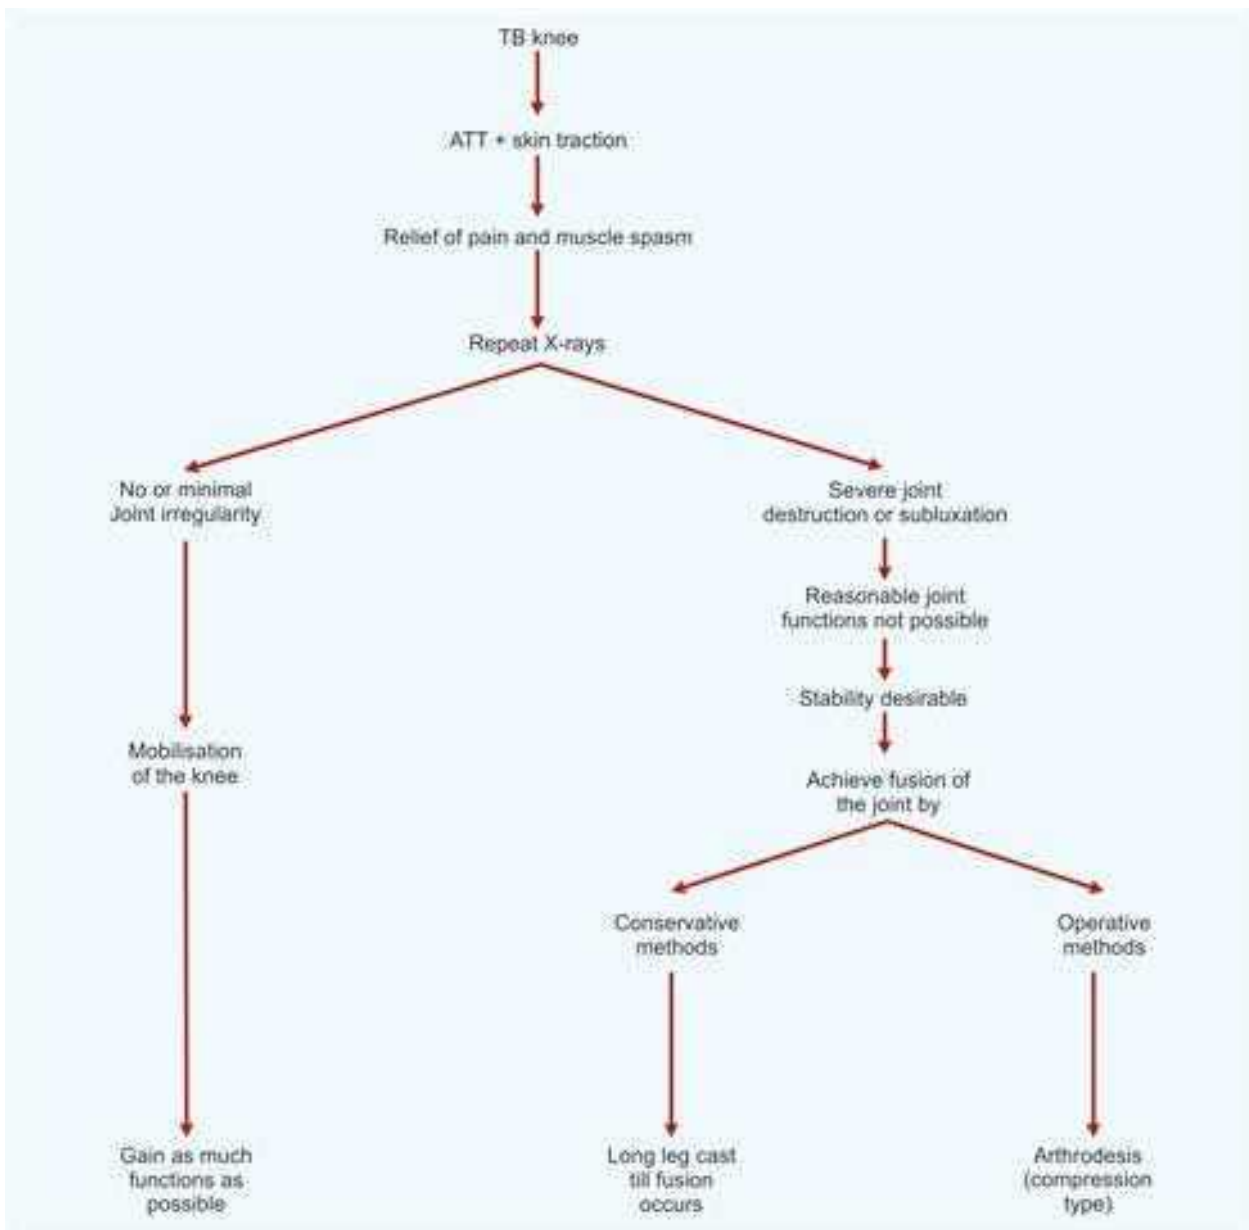 TB knee
ATT + skin traction
Relief of pain and muscle spasm
Repeat X-rays
No or minimal
Joint irregularity
Mobilisation
of the knee
Gain as much
functions as
possible
Severe joint
destruction or subluxation
Reasonable joint
functions not possible
Stability desirable
Achieve fusion of
the joint by
Conservative
methods
Long leg cast
till fusion
occurs
Operative
methods
Arthrodesis
(compression
type)